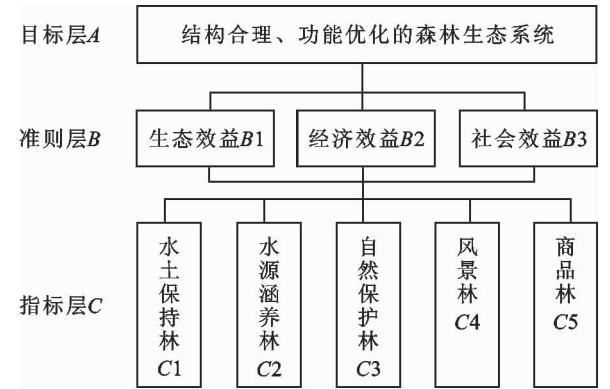 目标层A
结构合理、功能优化的森林生态系统
准则层B
生态效益B1
经济效益B2
社会效益B3
指标层C
水土保持林C1
水源涵养林C2
自然保护林C3
风景林C4
商品林C5